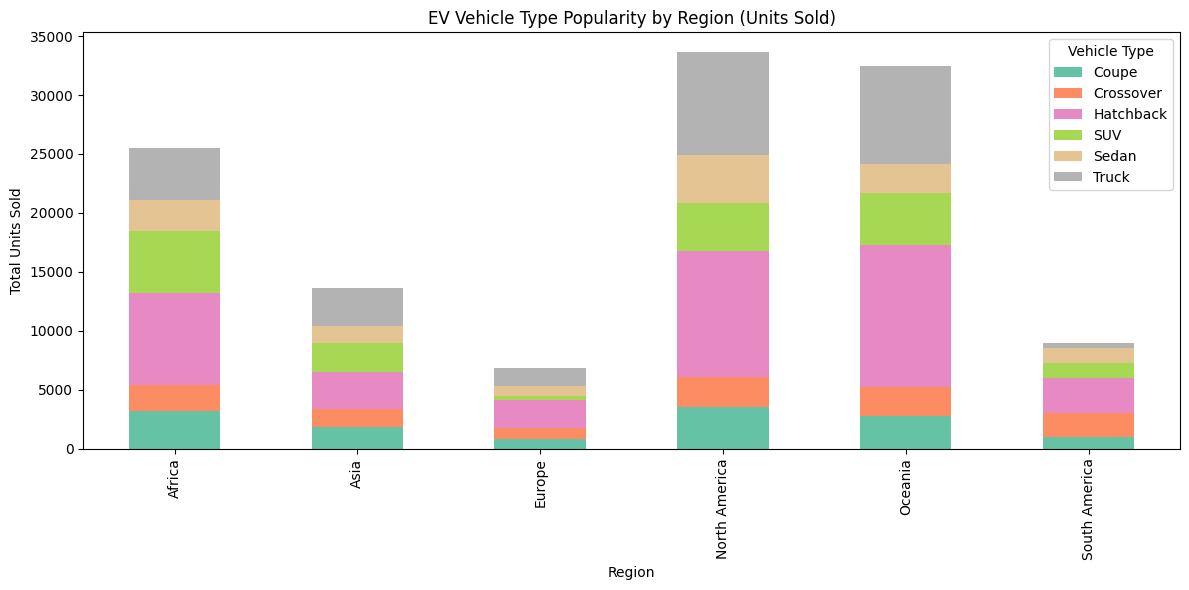 EV Vehicle Type Popularity by Region (Units Sold)
Total Units Sold
35000
30000
25000
20000
15000
10000
5000
0
Vehicle Type
Coupe
Crossover
Hatchback
SUV
Sedan
Truck
Africa
Asia
Europe
North America
Oceania
South America
Region